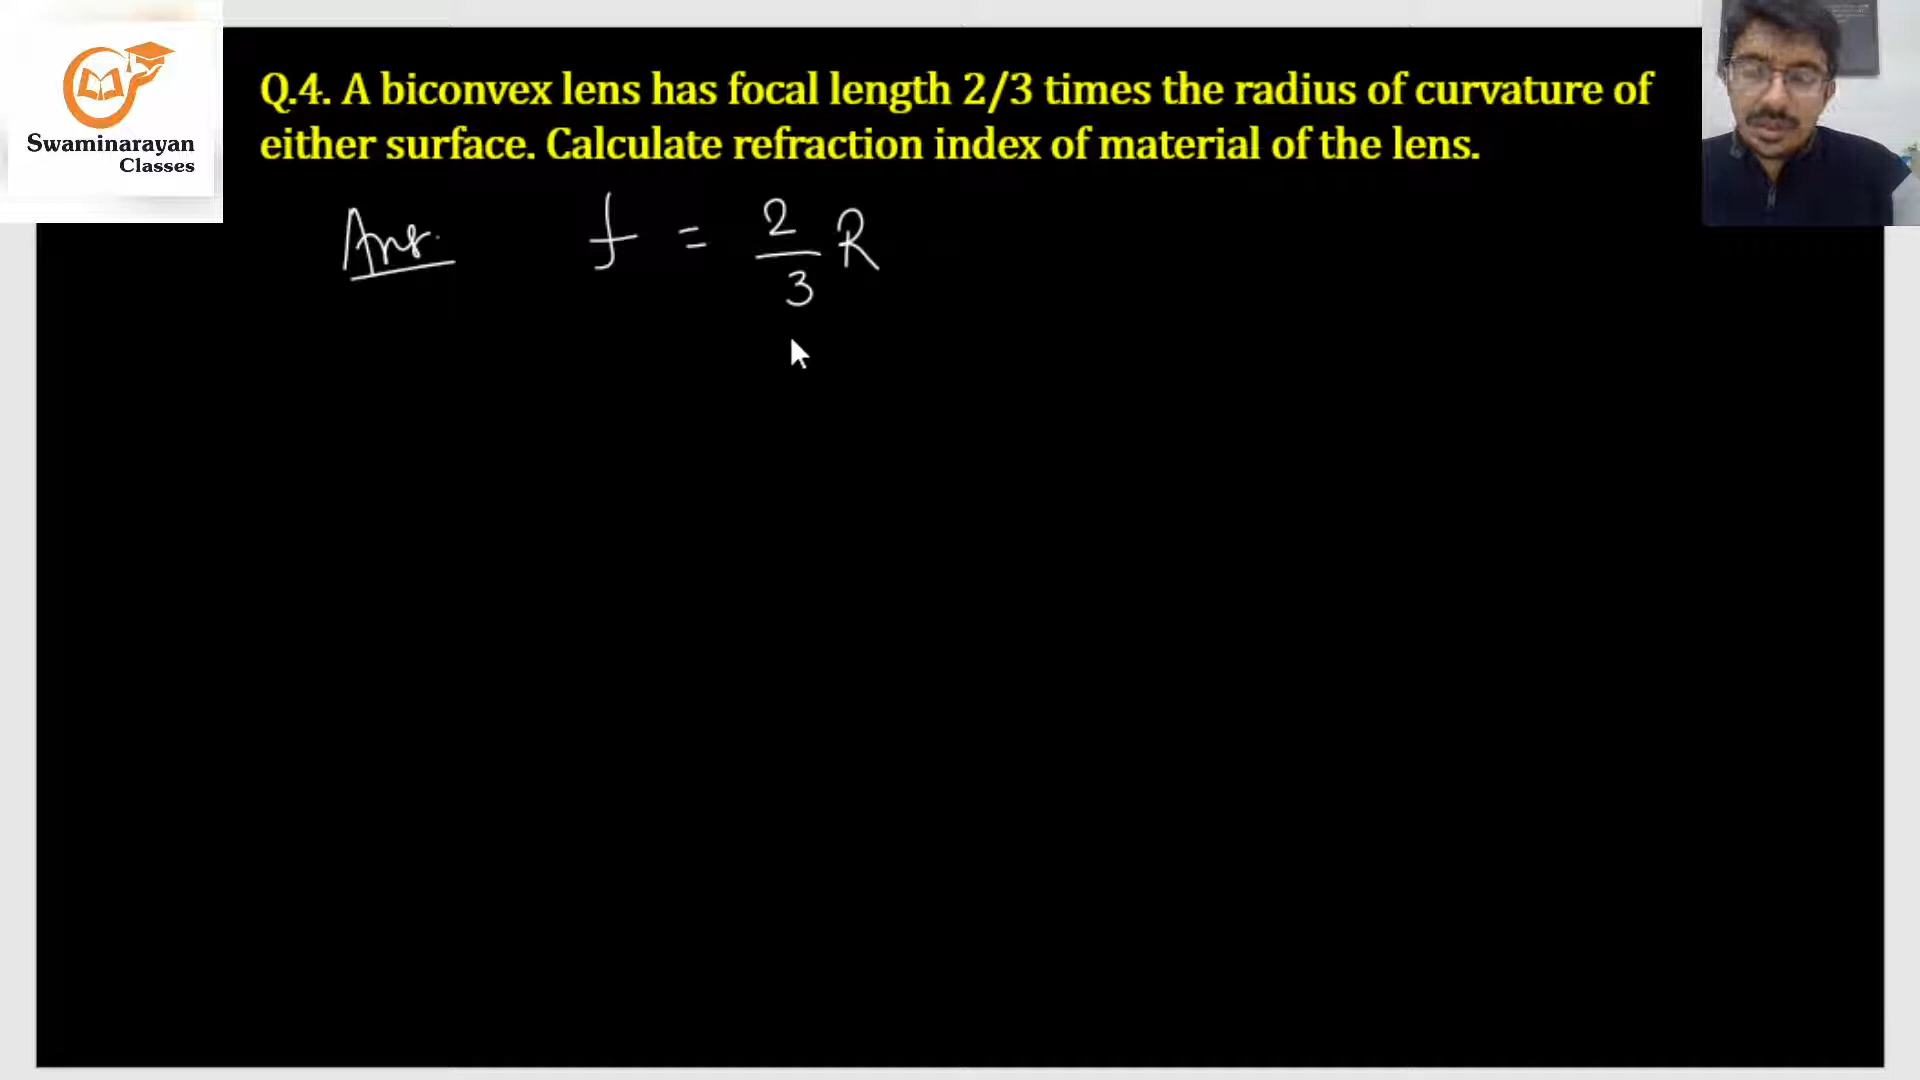 Swaminarayan
Classes
Q.4. A biconvex lens has focal length 2/3 times the radius of curvature of
either surface. Calculate refraction index of material of the lens.
Ans. f = 2/3 R